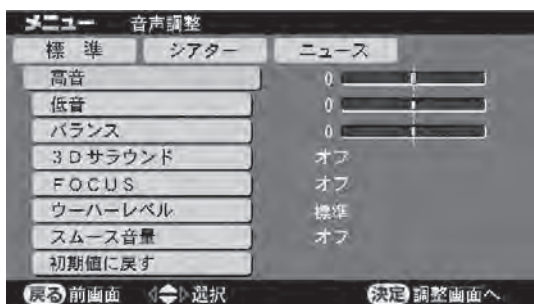 メニュー 音声調整
標準 シアター ニュース
高音 0
低音 0
バランス 0
3Dサラウンド オフ
FOCUS オフ
ウーハーレベル 標準
スムース音量 オフ
初期値に戻す
戻る 前画面 選択 決定 調整画面へ